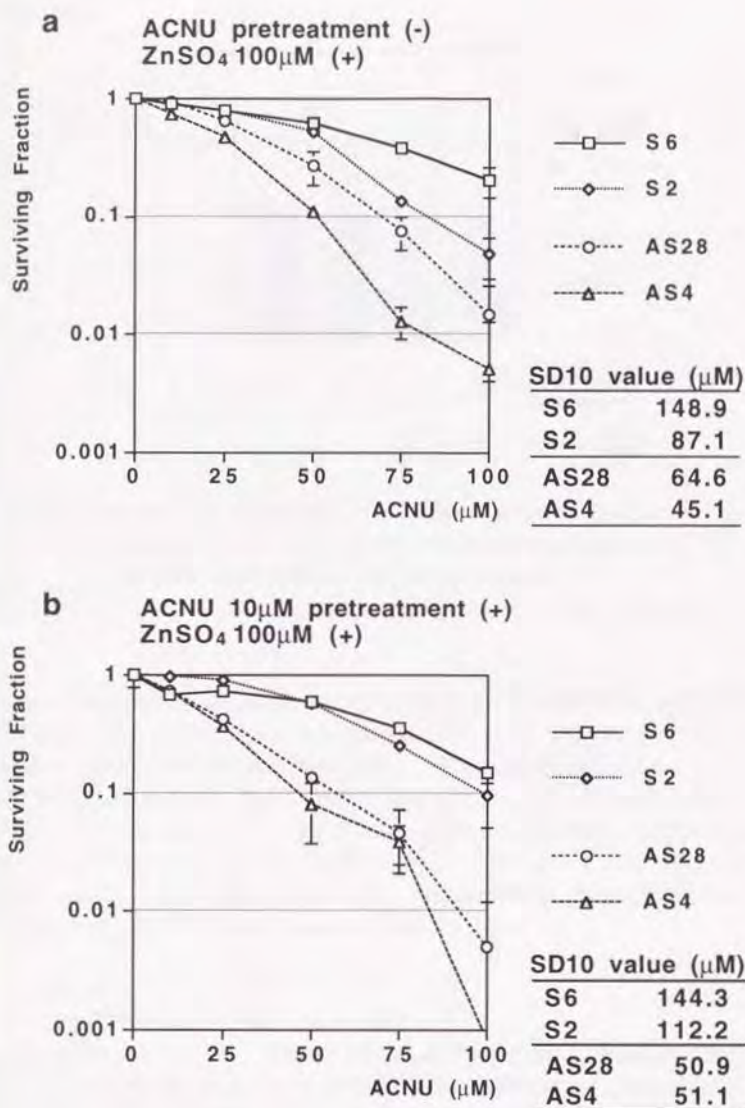 a
ACNU pretreatment (-)
ZnSO₄ 100μM (+)
Surviving Fraction
1
0.1
0.01
0.001
0 25 50 75 100
ACNU (μM)
S6
S2
AS28
AS4
SD10 value (μM)
S6 148.9
S2 87.1
AS28 64.6
AS4 45.1
b
ACNU 10μM pretreatment (+)
ZnSO₄ 100μM (+)
Surviving Fraction
1
0.1
0.01
0.001
0 25 50 75 100
ACNU (μM)
S6
S2
AS28
AS4
SD10 value (μM)
S6 144.3
S2 112.2
AS28 50.9
AS4 51.1